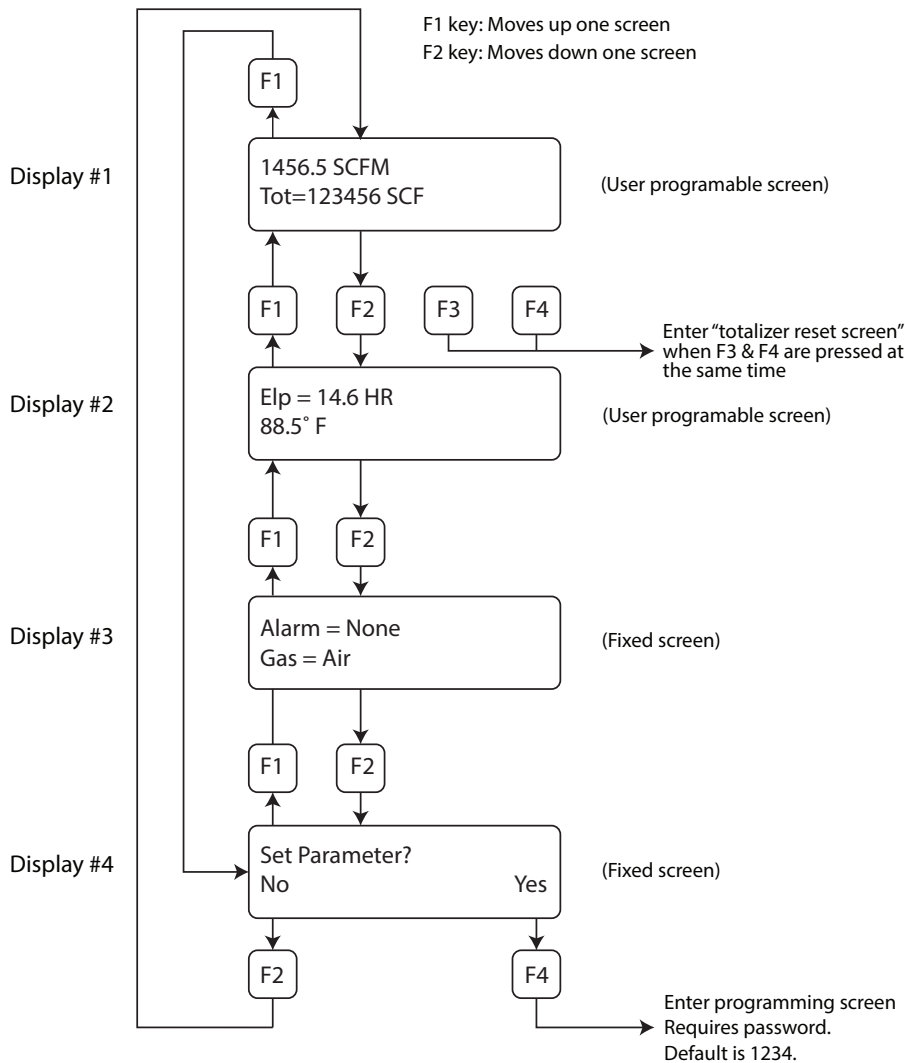 F1 key: Moves up one screen
F2 key: Moves down one screen
F1
Display #1
1456.5 SCFM
Tot=123456 SCF
(User programable screen)
F1
F2
F3
F4
Enter “totalizer reset screen”
when F3 & F4 are pressed at
the same time
Display #2
Elp = 14.6 HR
88.5° F
(User programable screen)
F1
F2
Display #3
Alarm = None
Gas = Air
(Fixed screen)
F1
F2
Display #4
Set Parameter?
No
Yes
(Fixed screen)
F2
F4
Enter programming screen
Requires password.
Default is 1234.